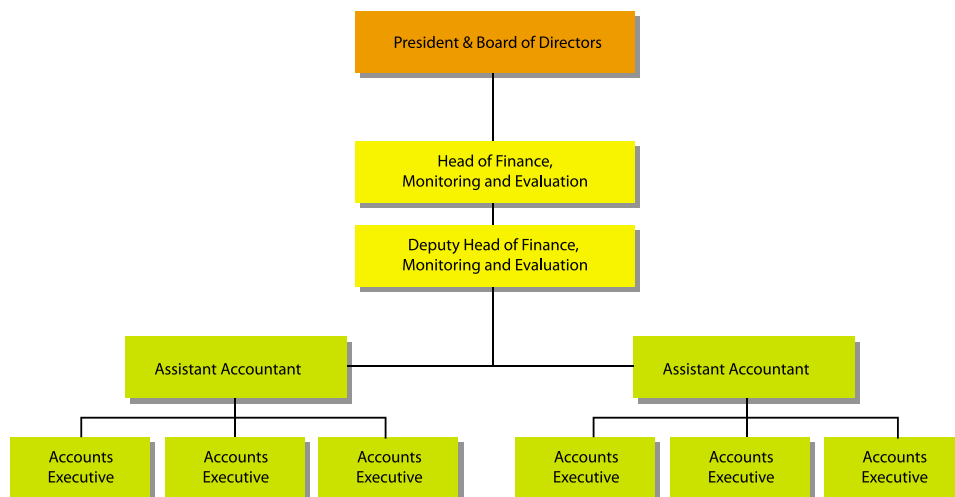 President & Board of Directors
Head of Finance,
Monitoring and Evaluation
Deputy Head of Finance,
Monitoring and Evaluation
Assistant Accountant
Assistant Accountant
Accounts
Executive
Accounts
Executive
Accounts
Executive
Accounts
Executive
Accounts
Executive
Accounts
Executive